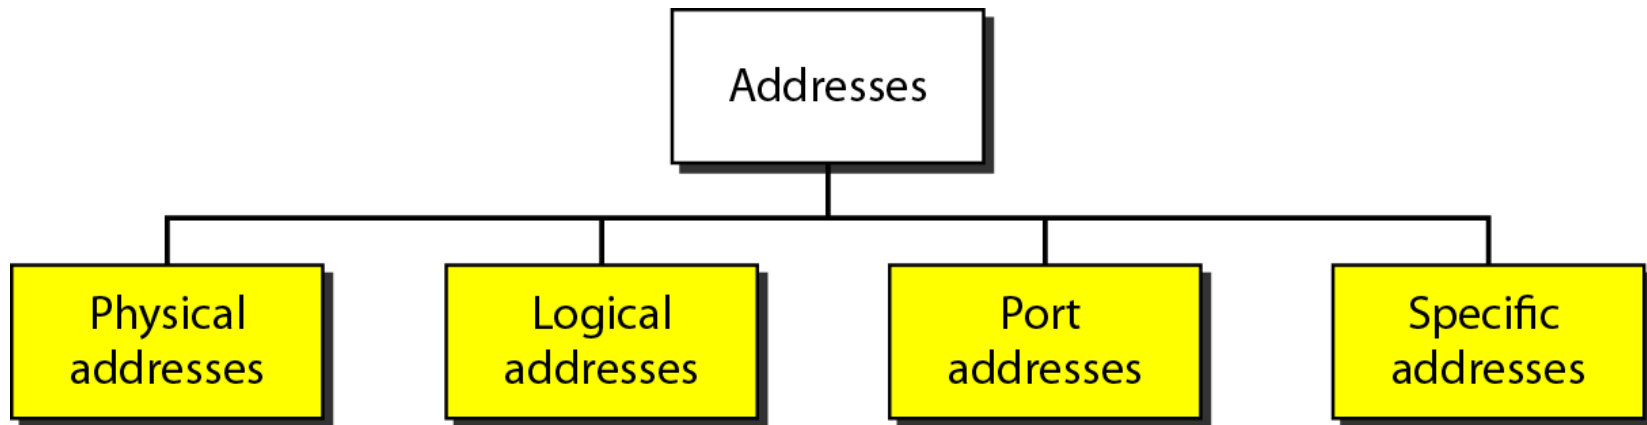 Addresses
Physical
addresses
Logical
addresses
Port
addresses
Specific
addresses